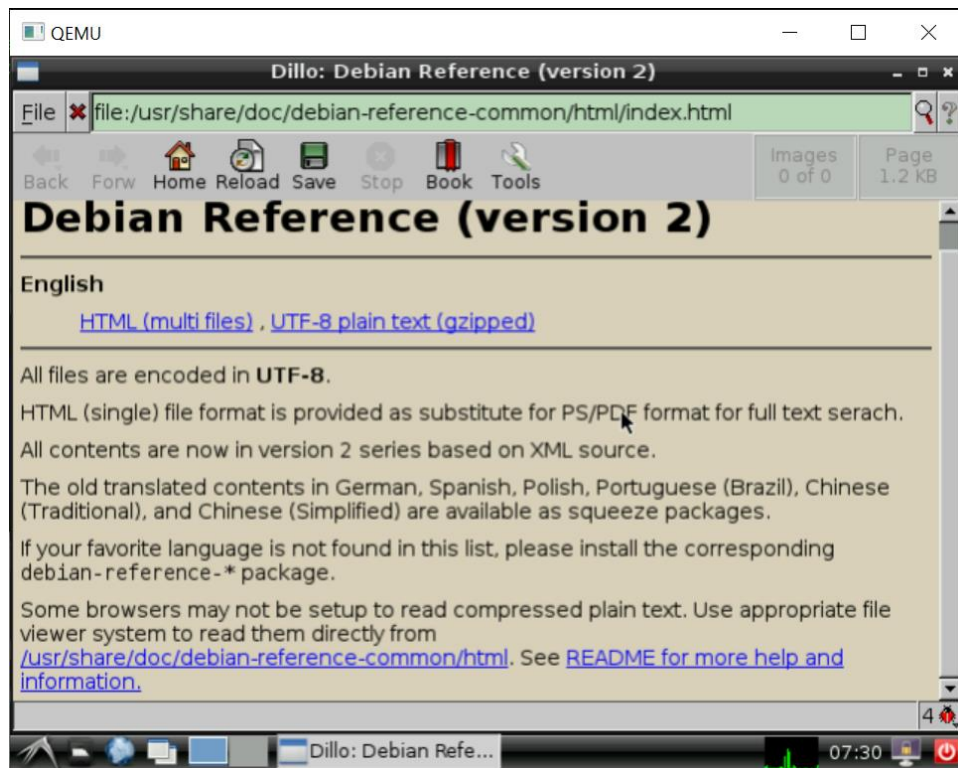 QEMU
Dillo: Debian Reference (version 2)
File file:/usr/share/doc/debian-reference-common/html/index.html
Back Forw Home Reload Save Stop Book Tools
Images
0 of 0
Page
1.2 KB
Debian Reference (version 2)
English
HTML (multi files) , UTF-8 plain text (gzipped)
All files are encoded in UTF-8.
HTML (single) file format is provided as substitute for PS/PDF format for full text serach.
All contents are now in version 2 series based on XML source.
The old translated contents in German, Spanish, Polish, Portuguese (Brazil), Chinese
(Traditional), and Chinese (Simplified) are available as squeeze packages.
If your favorite language is not found in this list, please install the corresponding
debian-reference-* package.
Some browsers may not be setup to read compressed plain text. Use appropriate file
viewer system to read them directly from
/usr/share/doc/debian-reference-common/html. See README for more help and
information.
4
Dillo: Debian Refe...
07:30